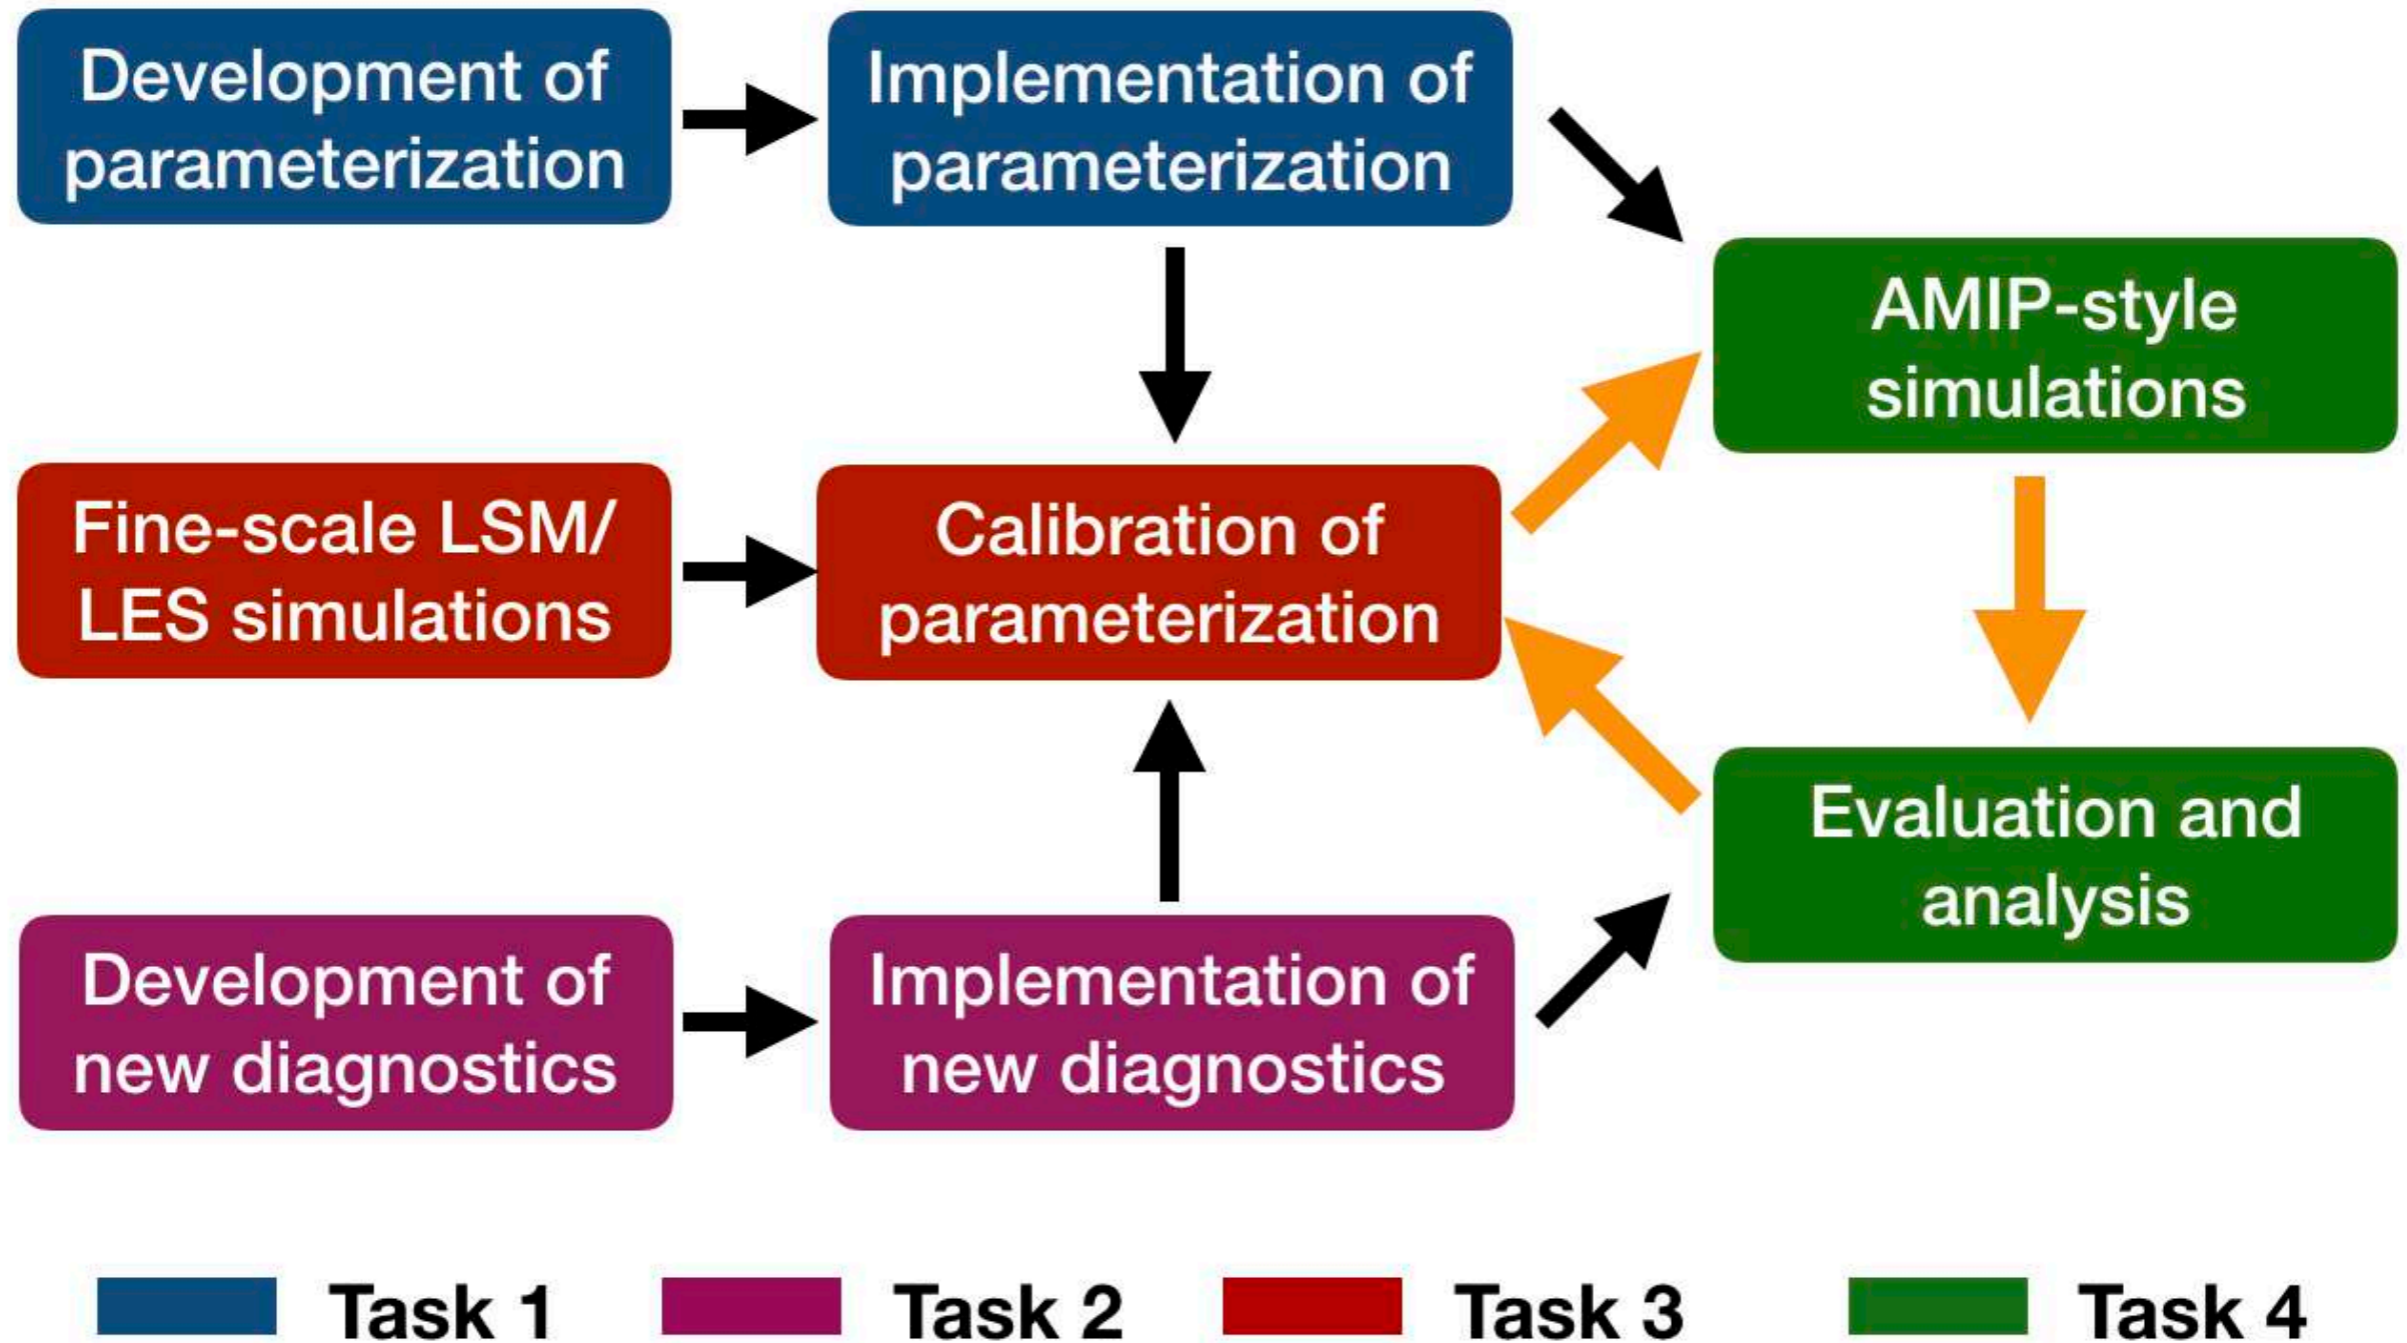 Development of
parameterization
Implementation of
parameterization
AMIP-style
simulations
Fine-scale LSM/
LES simulations
Calibration of
parameterization
Evaluation and
analysis
Development of
new diagnostics
Implementation of
new diagnostics
Task 1
Task 2
Task 3
Task 4